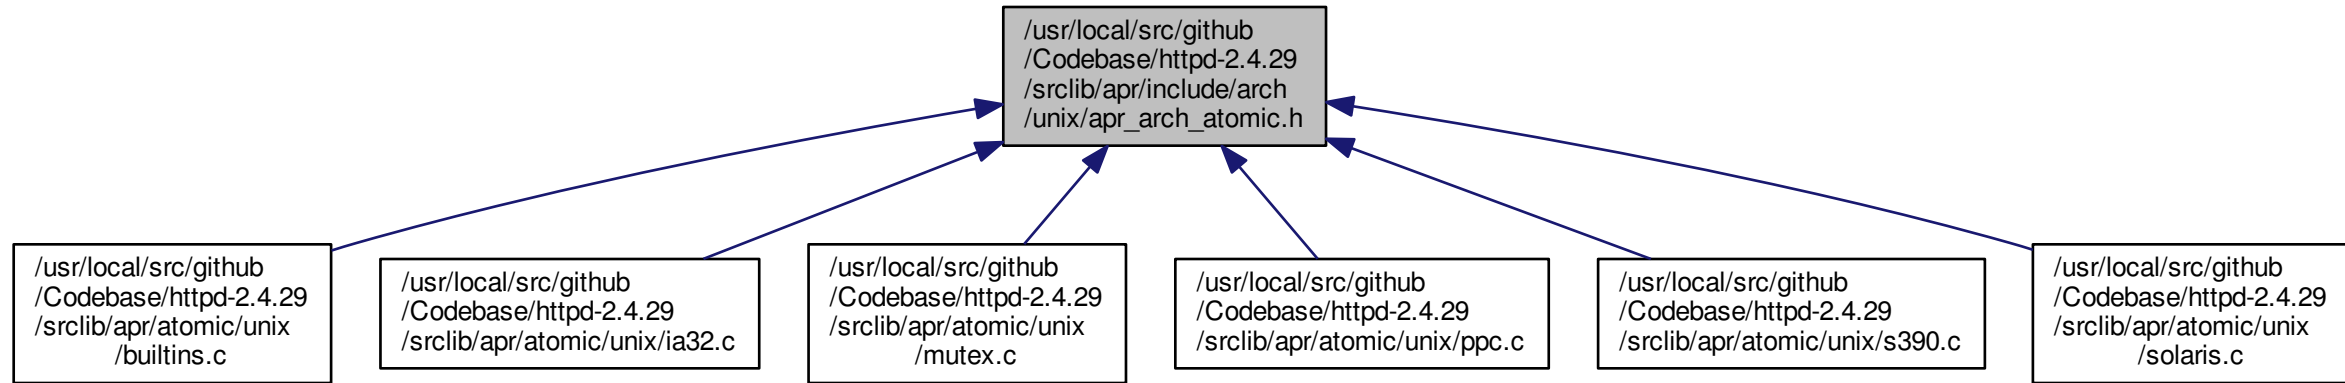 /usr/local/src/github
/Codebase/httpd-2.4.29
/srclib/apr/include/arch
/unix/apr_arch_atomic.h
/usr/local/src/github
/Codebase/httpd-2.4.29
/srclib/apr/atomic/unix
/builtins.c
/usr/local/src/github
/Codebase/httpd-2.4.29
/srclib/apr/atomic/unix/ia32.c
/usr/local/src/github
/Codebase/httpd-2.4.29
/srclib/apr/atomic/unix
/mutex.c
/usr/local/src/github
/Codebase/httpd-2.4.29
/srclib/apr/atomic/unix/ppc.c
/usr/local/src/github
/Codebase/httpd-2.4.29
/srclib/apr/atomic/unix/s390.c
/usr/local/src/github
/Codebase/httpd-2.4.29
/srclib/apr/atomic/unix
/solaris.c